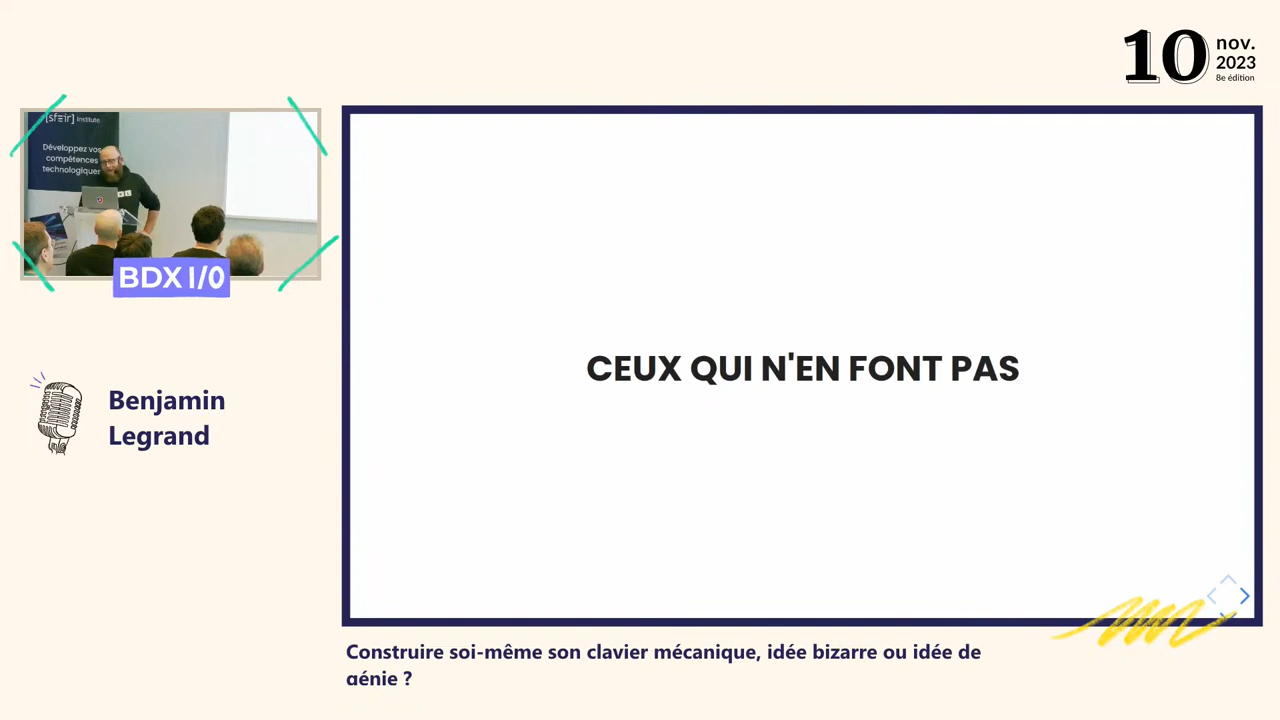 10 nov.
2023
8e édition
[sfeir] Institute
Développez vos
compétences
technologiques
BDX I/O
CEUX QUI N'EN FONT PAS
Benjamin
Legrand
Construire soi-même son clavier mécanique, idée bizarre ou idée de
génie ?